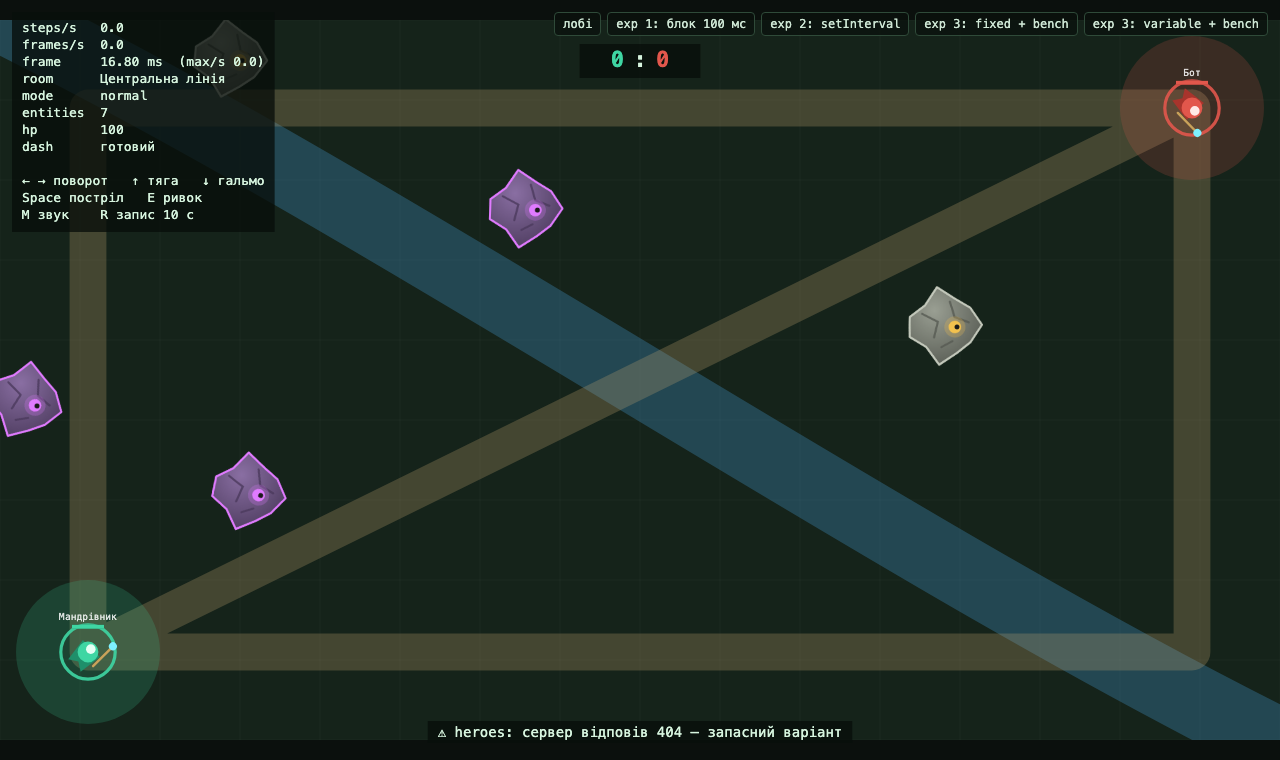 steps/s 0.0
frames/s 0.0
frame 16.80 ms (max/s 0.0)
room Центральна лінія
mode normal
entities 7
hp 100
dash готовий
← → поворот ↑ тяга ↓ гальмо
Space постріл E ривок
M звук R запис 10 с
лобі
exp 1: блок 100 мс
exp 2: setInterval
exp 3: fixed + bench
exp 3: variable + bench
0 : 0
Бот
Мандрівник
⚠ heroes: сервер відповів 404 — запасний варіант